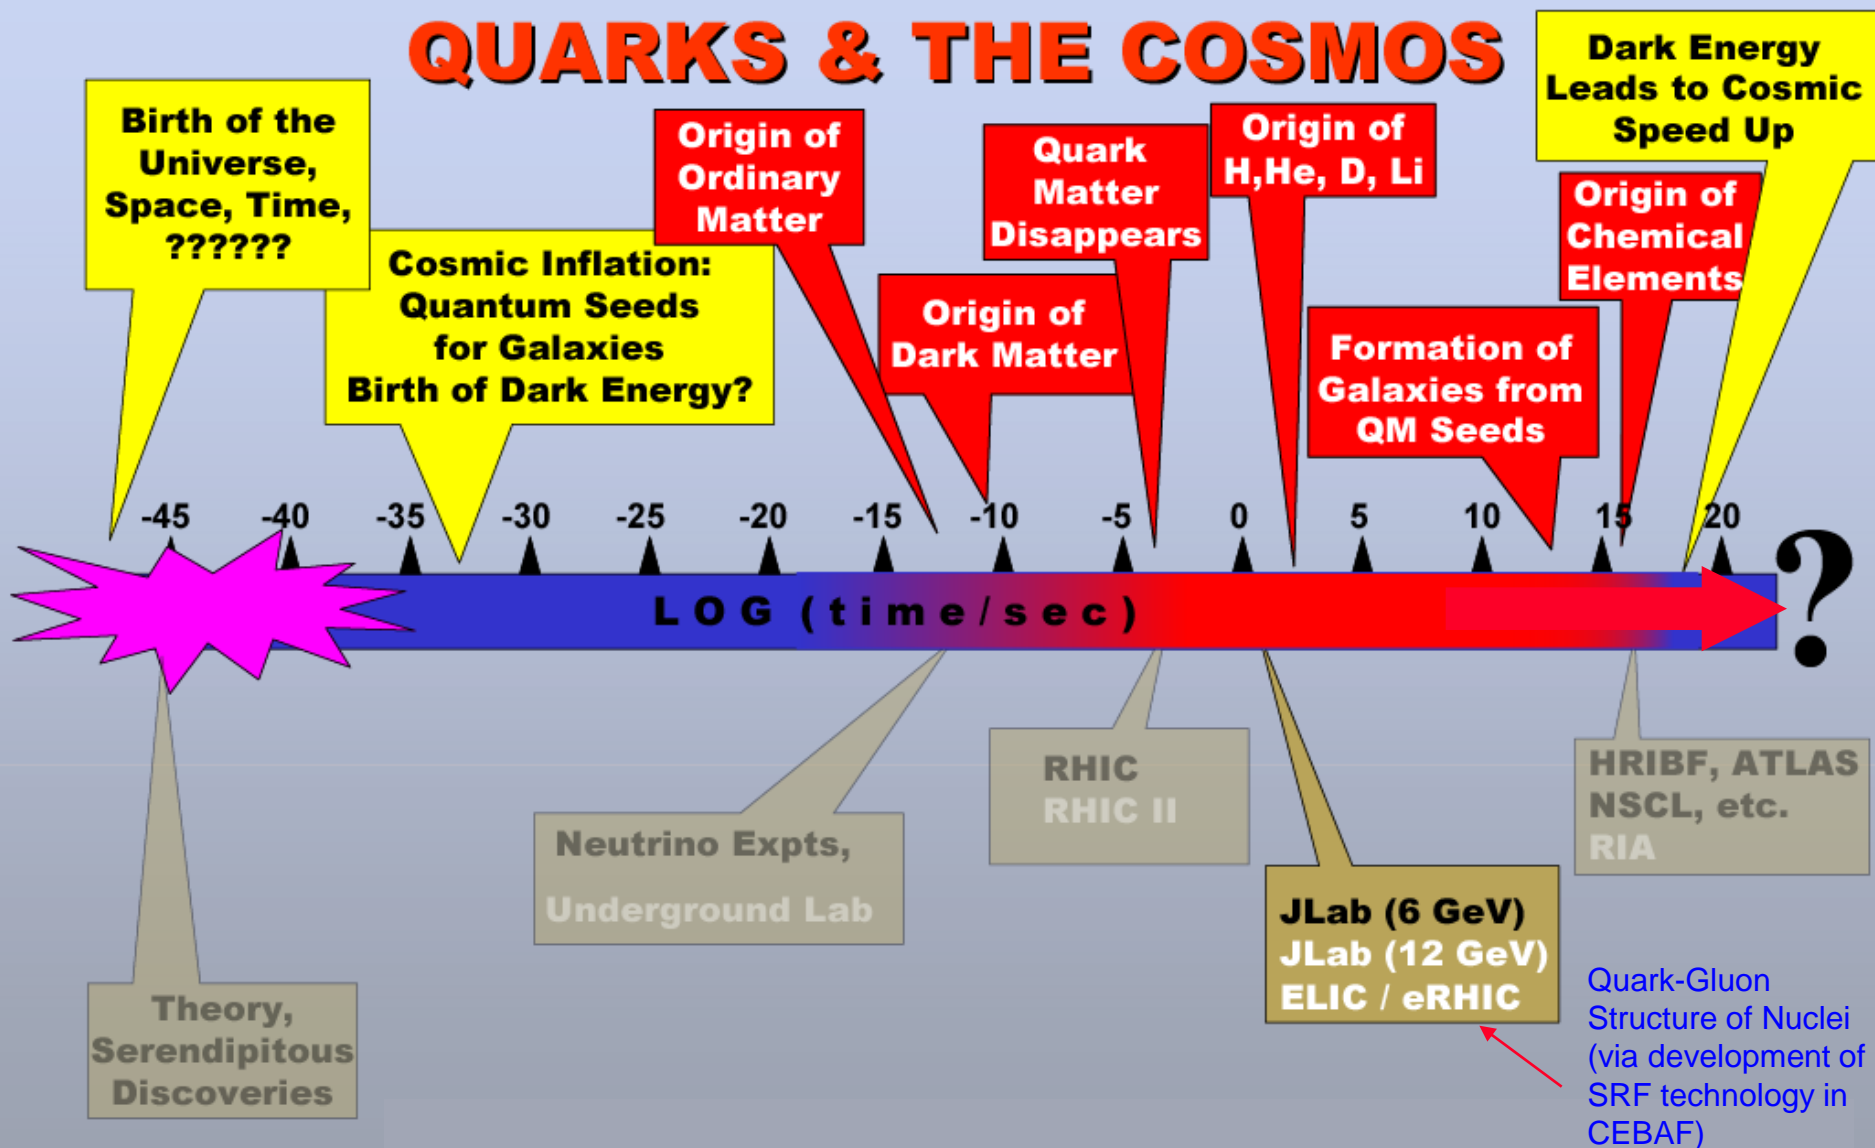 QUARKS & THE COSMOS
Birth of the
Universe,
Space, Time,
??????
Cosmic Inflation:
Quantum Seeds
for Galaxies
Birth of Dark Energy?
Origin of
Ordinary
Matter
Origin of
Dark Matter
Quark
Matter
Disappears
Origin of
H,He, D, Li
Formation of
Galaxies from
QM Seeds
Origin of
Chemical
Elements
Dark Energy
Leads to Cosmic
Speed Up
-45 -40 -35 -30 -25 -20 -15 -10 -5 0 5 10 15 20
LOG (time/sec)
?
Theory,
Serendipitous
Discoveries
Neutrino Expts,
Underground Lab
RHIC
RHIC II
JLab (6 GeV)
JLab (12 GeV)
ELIC / eRHIC
HRIBF, ATLAS
NSCL, etc.
RIA
Quark-Gluon
Structure of Nuclei
(via development of
SRF technology in
CEBAF)